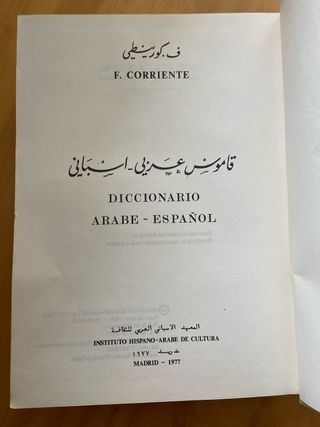 ف. كورينطي
F. CORRIENTE
قاموس عربي - اسباني
DICCIONARIO
ARABE - ESPAÑOL
المعهد الاسباني العربي للثقافة
INSTITUTO HISPANO-ARABE DE CULTURA
مدريد ١٩٧٧
MADRID - 1977